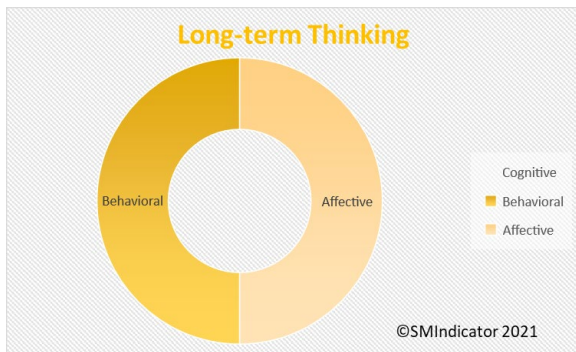 Long-term Thinking
Behavioral
Affective
Cognitive
Behavioral
Affective
©SMIndicator 2021